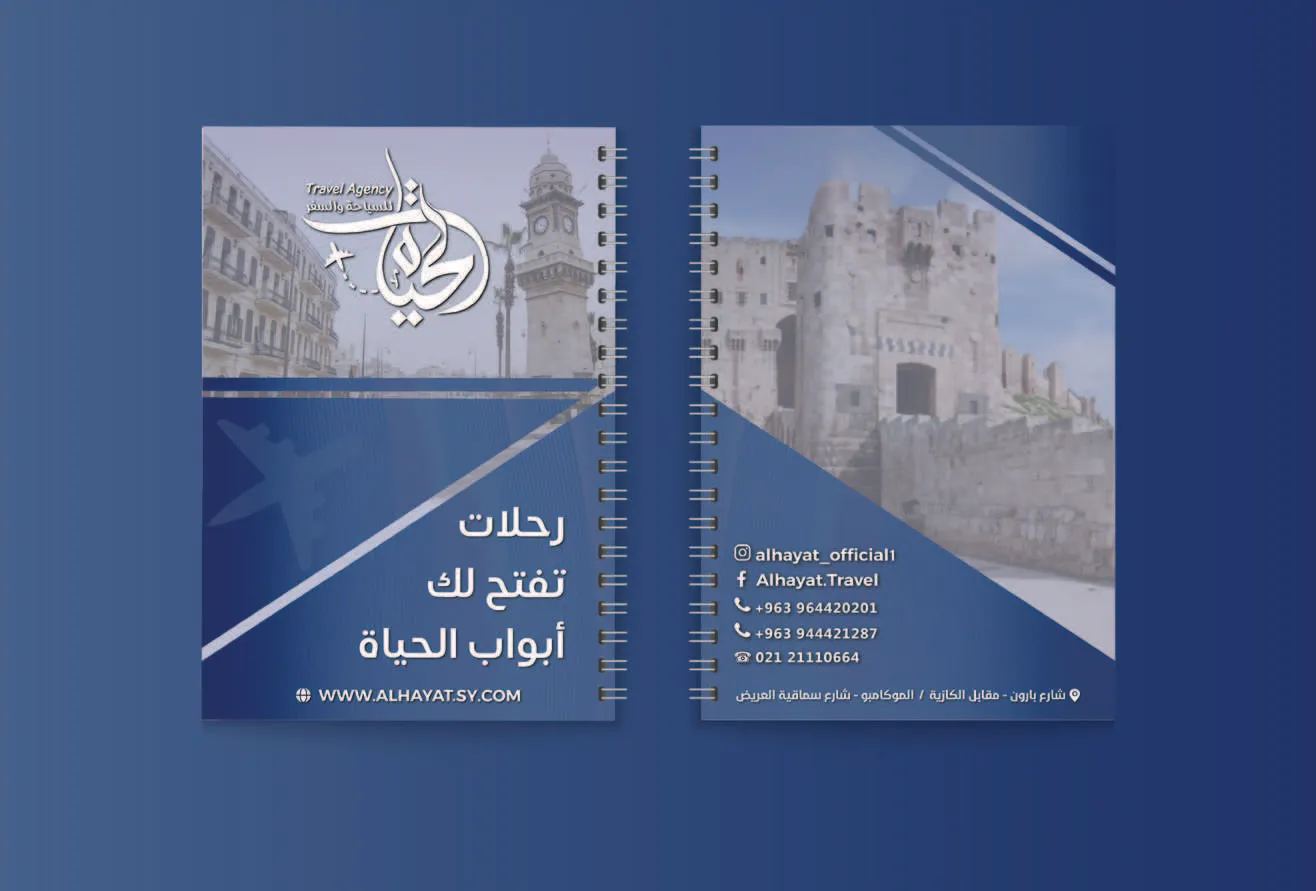 Travel Agency
للسياحة والسفر
الحياة
رحلات
تفتح لك
أبواب الحياة
WWW.ALHAYAT.SY.COM
alhayat_official1
Alhayat.Travel
+963 964420201
+963 944421287
021 21110664
شارع بارون - مقابل الكازية / الموكامبو - شارع سماقية العريض